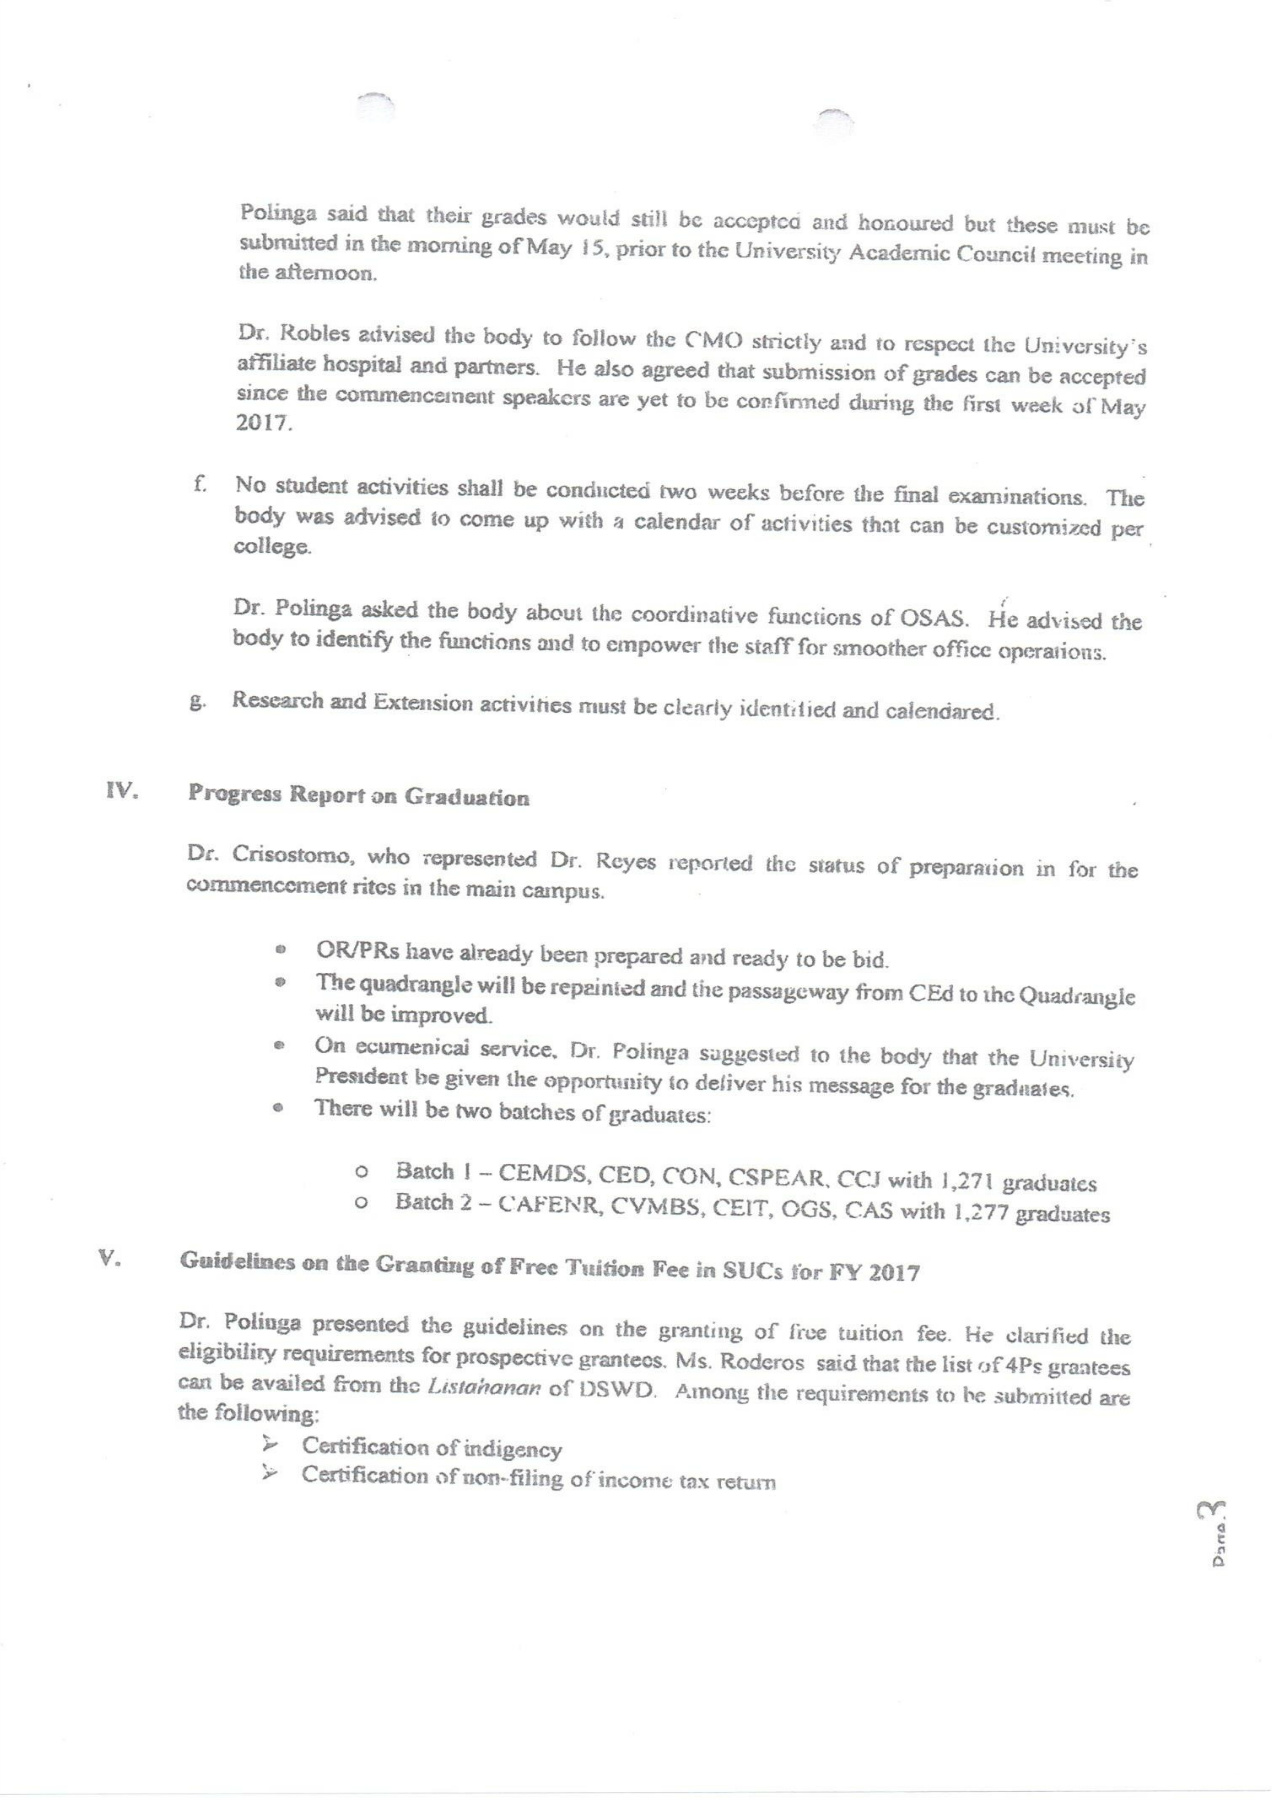 Polinga said that their grades would still be accepted and honoured but these must be
submitted in the morning of May 15, prior to the University Academic Council meeting in
the afternoon.
Dr. Robles advised the body to follow the CMO strictly and to respect the University's
affiliate hospital and partners. He also agreed that submission of grades can be accepted
since the commencement speakers are yet to be confirmed during the first week of May
2017.
f. No student activities shall be conducted two weeks before the final examinations. The
body was advised to come up with a calendar of activities that can be customized per
college.
Dr. Polinga asked the body about the coordinative functions of OSAS. He advised the
body to identify the functions and to empower the staff for smoother office operations.
g. Research and Extension activities must be clearly identified and calendared.
IV. Progress Report on Graduation
Dr. Crisostomo, who represented Dr. Reyes reported the status of preparation in for the
commencement rites in the main campus.
• OR/PRs have already been prepared and ready to be bid.
• The quadrangle will be repainted and the passageway from CEd to the Quadrangle
will be improved.
• On ecumenical service, Dr. Polinga suggested to the body that the University
President be given the opportunity to deliver his message for the graduates.
• There will be two batches of graduates:
o Batch 1 – CEMDS, CED, CON, CSPEAR, CCJ with 1,271 graduates
o Batch 2 – CAFENR, CVMBS, CEIT, OGS, CAS with 1,277 graduates
V. Guidelines on the Granting of Free Tuition Fee in SUCs for FY 2017
Dr. Polinga presented the guidelines on the granting of free tuition fee. He clarified the
eligibility requirements for prospective grantees. Ms. Roderos said that the list of 4Ps grantees
can be availed from the Listahanan of DSWD. Among the requirements to be submitted are
the following:
➢ Certification of indigency
➢ Certification of non-filing of income tax return
Page 3